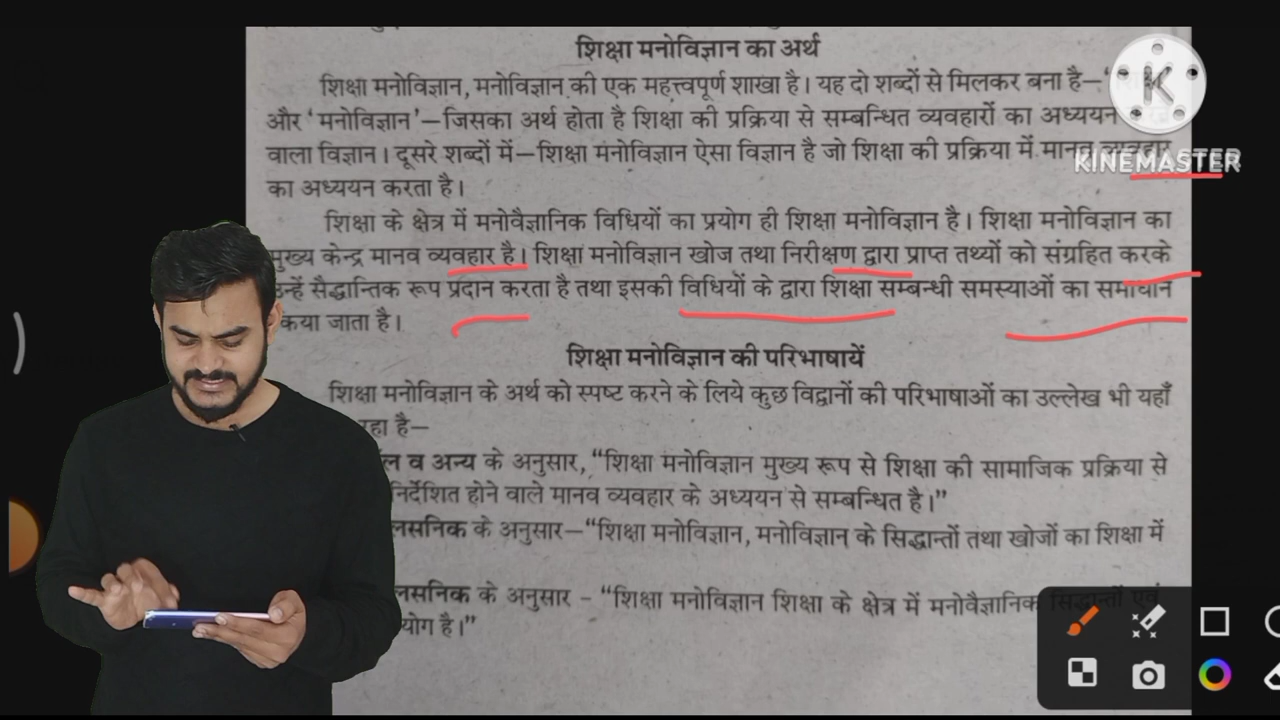 शिक्षा मनोविज्ञान का अर्थ
शिक्षा मनोविज्ञान, मनोविज्ञान की एक महत्त्वपूर्ण शाखा है। यह दो शब्दों से मिलकर बना है—'
और 'मनोविज्ञान'—जिसका अर्थ होता है शिक्षा की प्रक्रिया से सम्बन्धित व्यवहारों का अध्ययन
वाला विज्ञान। दूसरे शब्दों में—शिक्षा मनोविज्ञान ऐसा विज्ञान है जो शिक्षा की प्रक्रिया में मानव
KINEMASTER
का अध्ययन करता है।
शिक्षा के क्षेत्र में मनोवैज्ञानिक विधियों का प्रयोग ही शिक्षा मनोविज्ञान है। शिक्षा मनोविज्ञान का
मुख्य केन्द्र मानव व्यवहार है। शिक्षा मनोविज्ञान खोज तथा निरीक्षण द्वारा प्राप्त तथ्यों को संग्रहित करके
उन्हें सैद्धान्तिक रूप प्रदान करता है तथा इसकी विधियों के द्वारा शिक्षा सम्बन्धी समस्याओं का समाधान
किया जाता है।
शिक्षा मनोविज्ञान की परिभाषायें
शिक्षा मनोविज्ञान के अर्थ को स्पष्ट करने के लिये कुछ विद्वानों की परिभाषाओं का उल्लेख भी यहाँ
है—
व अन्य के अनुसार, “शिक्षा मनोविज्ञान मुख्य रूप से शिक्षा की सामाजिक प्रक्रिया से
निर्देशित होने वाले मानव व्यवहार के अध्ययन से सम्बन्धित है।”
के अनुसार—“शिक्षा मनोविज्ञान, मनोविज्ञान के सिद्धान्तों तथा खोजों का शिक्षा में
के अनुसार - “शिक्षा मनोविज्ञान शिक्षा के क्षेत्र में मनोवैज्ञानिक सिद्धान्तों एवं
है।”